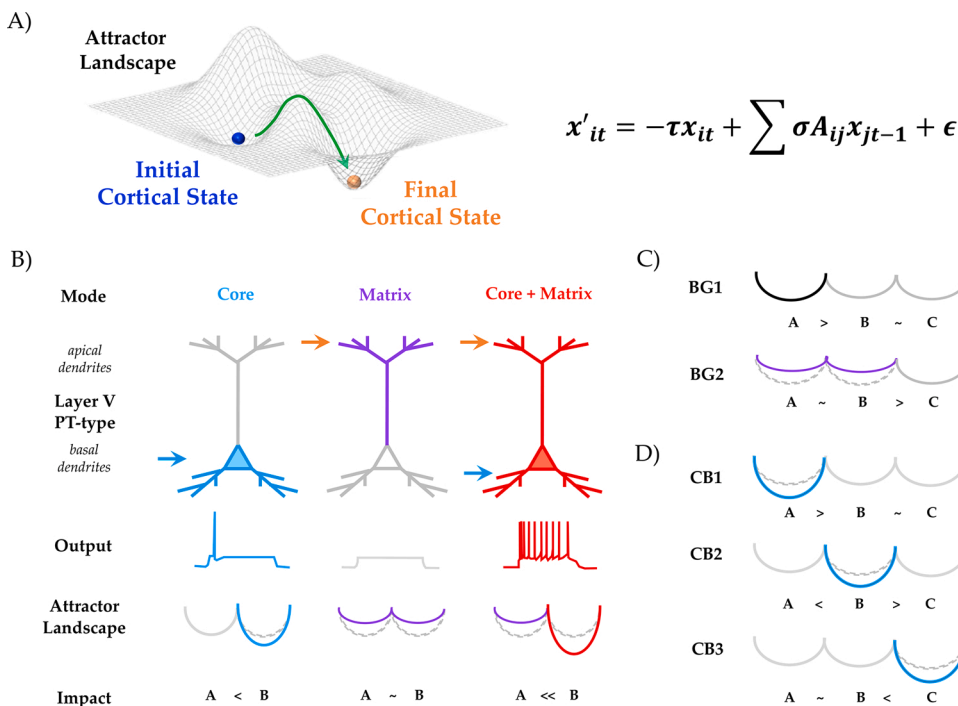 A)
Attractor
Landscape
Initial
Cortical State
Final
Cortical State
x′it = −τxit + ∑ σAijxjt−1 + ϵ
B)
Mode
Core
Matrix
Core + Matrix
apical
dendrites
Layer V
PT-type
basal
dendrites
Output
Attractor
Landscape
Impact
A < B
A ~ B
A << B
C)
BG1
A > B ~ C
BG2
A ~ B > C
D)
CB1
A > B ~ C
CB2
A < B > C
CB3
A ~ B < C